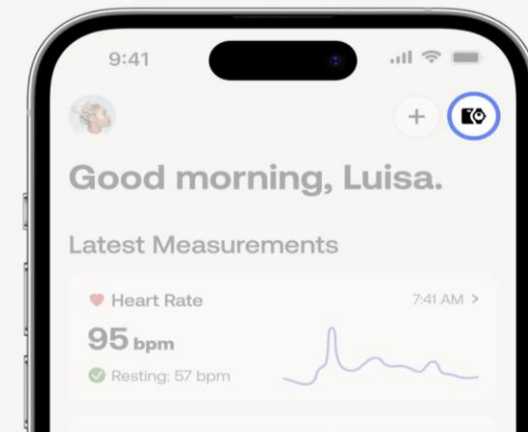 9:41
+
Good morning, Luisa.
Latest Measurements
Heart Rate 7:41 AM >
95 bpm
Resting: 57 bpm